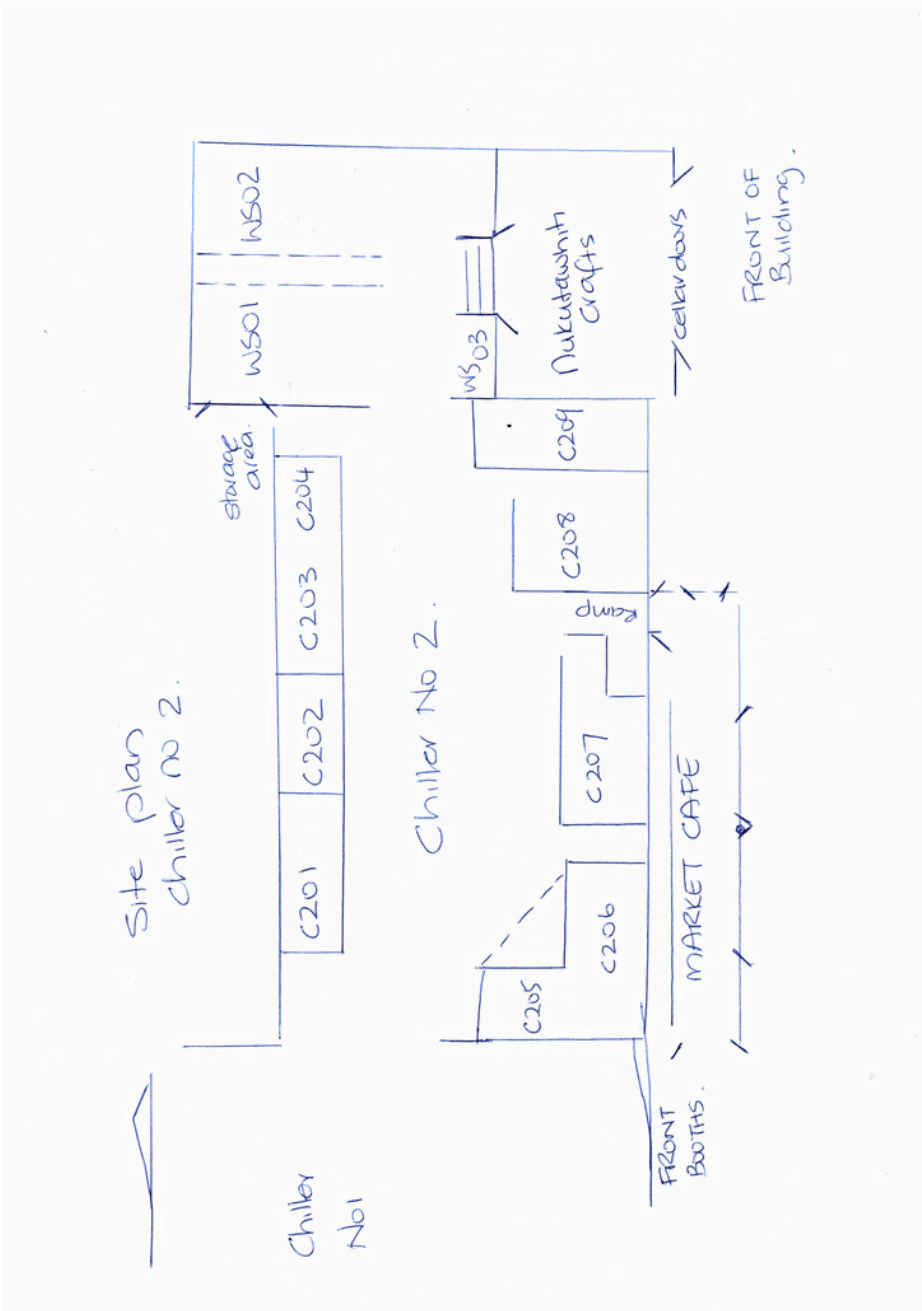 Site plan
Chiller no 2.
Storage
area.
WS01
WS02
C201
C202
C203
C204
Chiller No 2.
WS03
Nukutawhiti
Crafts
cellar doors
FRONT OF
Building.
C205
C206
C207
Ramp
C208
C209
MARKET CAFE
Chiller
No1
FRONT
BOOTHS.